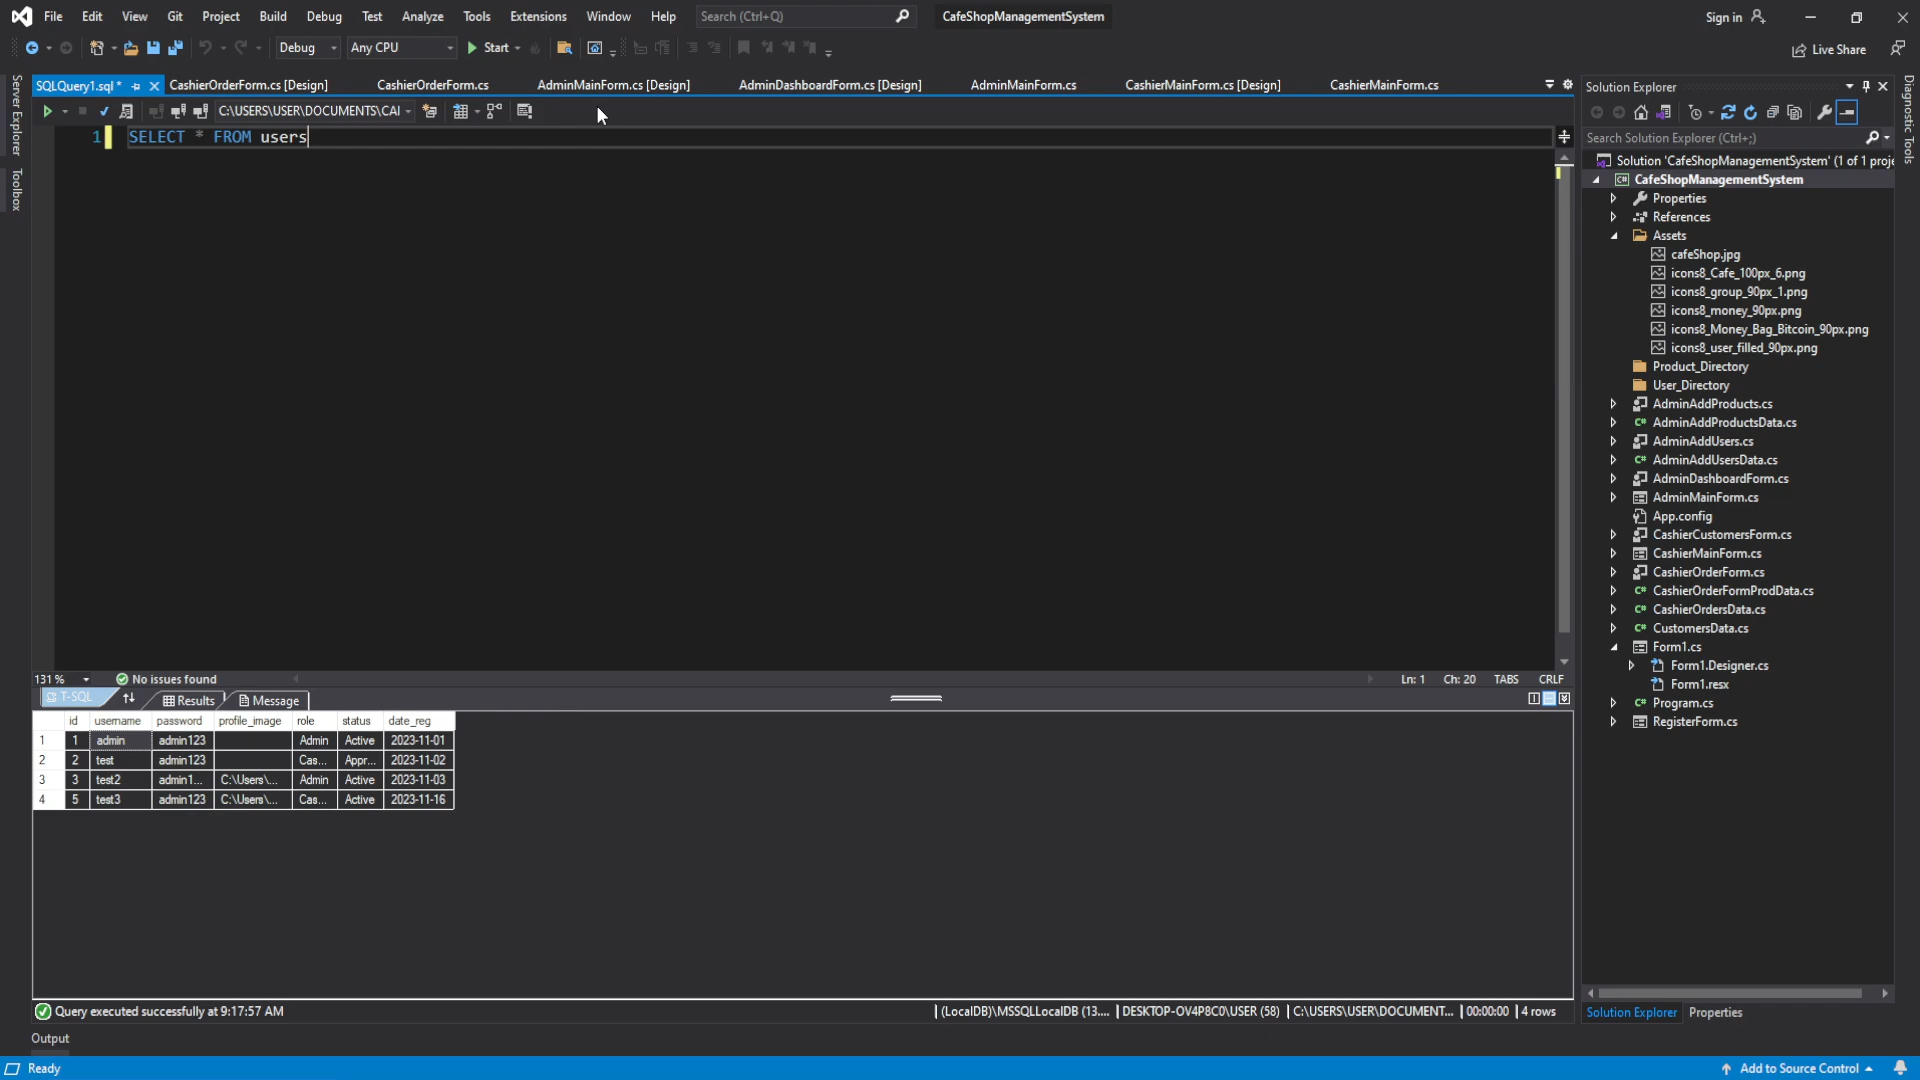 File Edit View Git Project Build Debug Test Analyze Tools Extensions Window Help Search (Ctrl+Q) CafeShopManagementSystem Sign in
Debug Any CPU Start Live Share
SQLQuery1.sql * CashierOrderForm.cs [Design] CashierOrderForm.cs AdminMainForm.cs [Design] AdminDashboardForm.cs [Design] AdminMainForm.cs CashierMainForm.cs [Design] CashierMainForm.cs
C:\USERS\USER\DOCUMENTS\CAI
1 SELECT * FROM users
Server Explorer
Toolbox
131 % No issues found Ln: 1 Ch: 20 TABS CRLF
T-SQL Results Message
id username password profile_image role status date_reg
1 1 admin admin123 Admin Active 2023-11-01
2 2 test admin123 Cas... Appr... 2023-11-02
3 3 test2 admin1... C:\Users\... Admin Active 2023-11-03
4 5 test3 admin123 C:\Users\... Cas... Active 2023-11-16
Query executed successfully at 9:17:57 AM (LocalDB)\MSSQLLocalDB (13.... DESKTOP-OV4P8C0\USER (58) C:\USERS\USER\DOCUMENT... 00:00:00 4 rows
Output
Ready Add to Source Control
Solution Explorer
Search Solution Explorer (Ctrl+;)
Solution 'CafeShopManagementSystem' (1 of 1 proje
CafeShopManagementSystem
Properties
References
Assets
cafeShop.jpg
icons8_Cafe_100px_6.png
icons8_group_90px_1.png
icons8_money_90px.png
icons8_Money_Bag_Bitcoin_90px.png
icons8_user_filled_90px.png
Product_Directory
User_Directory
AdminAddProducts.cs
C# AdminAddProductsData.cs
AdminAddUsers.cs
C# AdminAddUsersData.cs
AdminDashboardForm.cs
AdminMainForm.cs
App.config
CashierCustomersForm.cs
CashierMainForm.cs
CashierOrderForm.cs
C# CashierOrderFormProdData.cs
C# CashierOrdersData.cs
C# CustomersData.cs
Form1.cs
Form1.Designer.cs
Form1.resx
C# Program.cs
RegisterForm.cs
Solution Explorer Properties
Diagnostic Tools